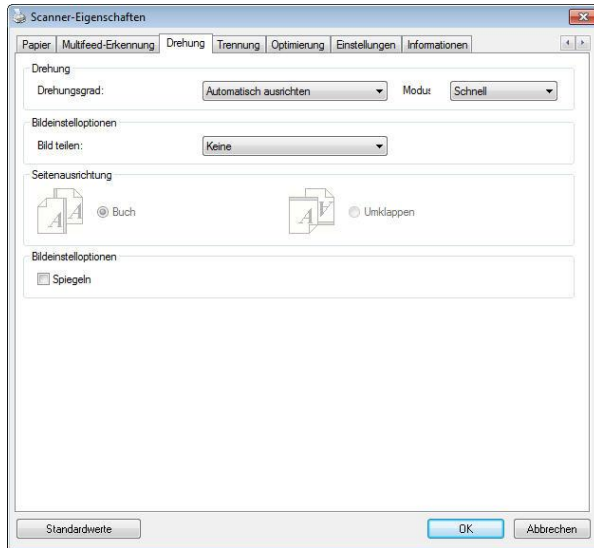 Scanner-Eigenschaften
Papier Multifeed-Erkennung Drehung Trennung Optimierung Einstellungen Informationen
Drehung
Drehungsgrad: Automatisch ausrichten Modus Schnell
Bildeinstelloptionen
Bild teilen: Keine
Seitenausrichtung
A A Buch A A Umklappen
Bildeinstelloptionen
Spiegeln
Standardwerte OK Abbrechen